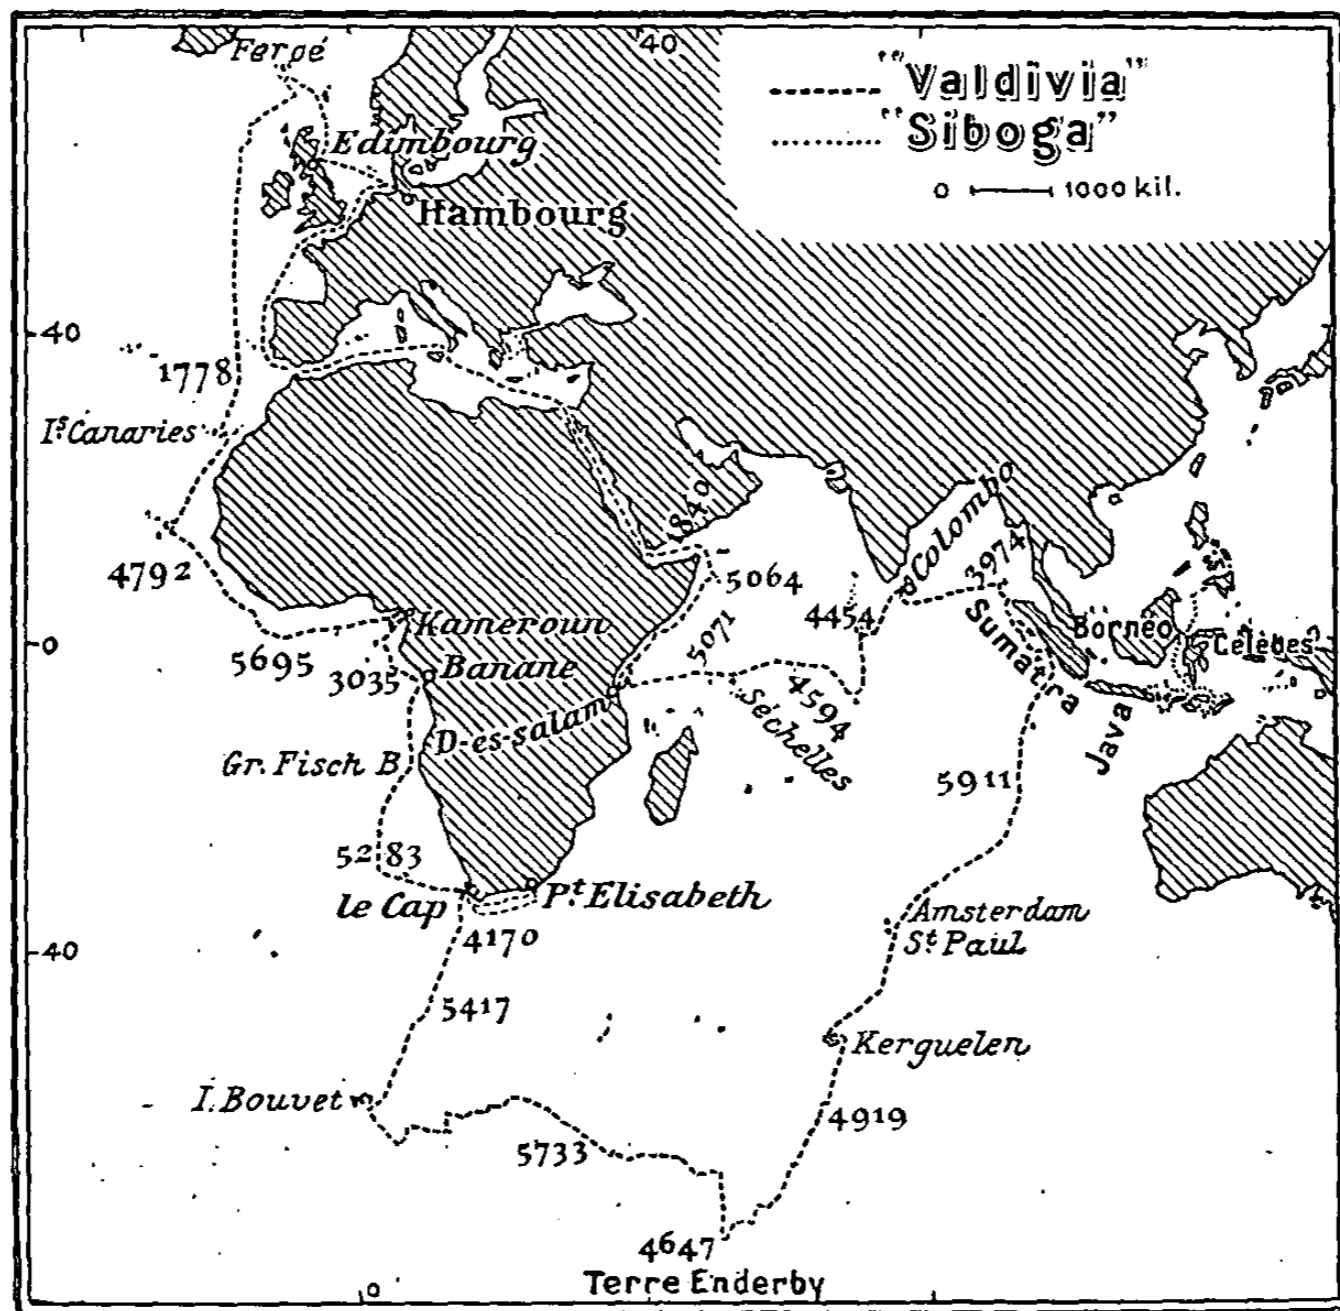 Feroé
40
"Valdivia"
"Siboga"
0 1000 kil.
Edimbourg
Hambourg
40
1778
Iˢ Canaries
1840
Colombo
4792
5064
3974
4454
Kameroun
5071
Sumatra
Bornéo
Célèbes
0
5695
3035
Banane
4594
Séchelles
D-es-salam
Java
Gr. Fisch B.
5911
5283
le Cap
Pᵗ Elisabeth
Amsterdam
Sᵗ Paul
40
4170
5417
Kerguelen
I. Bouvet
4919
5733
4647
Terre Enderby
0